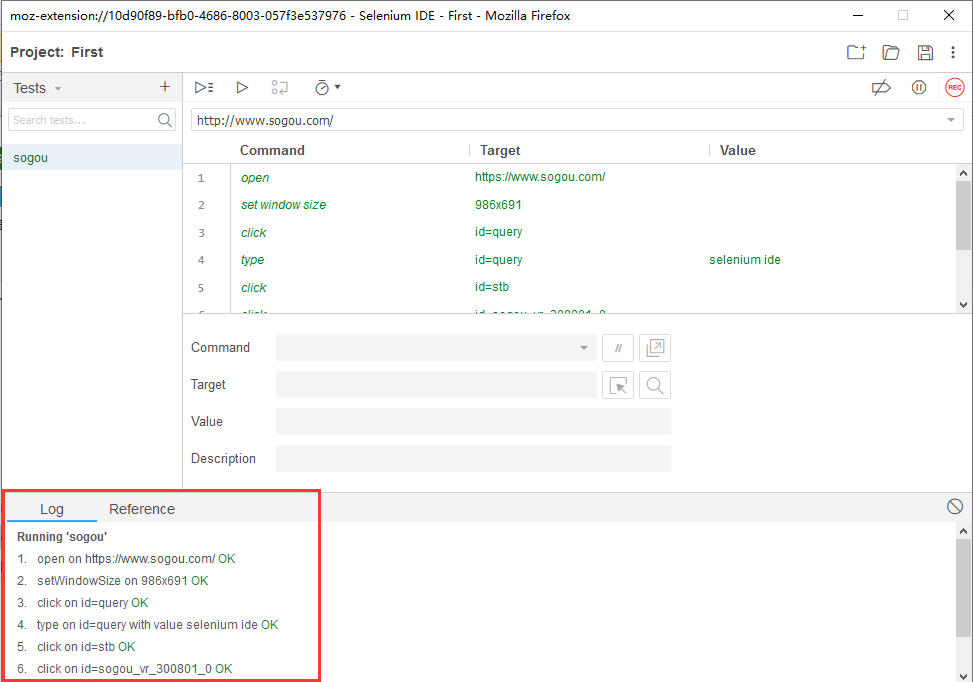 moz-extension://10d90f89-bfb0-4686-8003-057f3e537976 - Selenium IDE - First - Mozilla Firefox
Project: First
Tests
Search tests...
sogou
REC
http://www.sogou.com/
Command Target Value
1 open https://www.sogou.com/
2 set window size 986x691
3 click id=query
4 type id=query selenium ide
5 click id=stb
6 click id=sogou_vr_300801_0
Command //
Target
Value
Description
Log Reference
Running 'sogou'
1. open on https://www.sogou.com/ OK
2. setWindowSize on 986x691 OK
3. click on id=query OK
4. type on id=query with value selenium ide OK
5. click on id=stb OK
6. click on id=sogou_vr_300801_0 OK